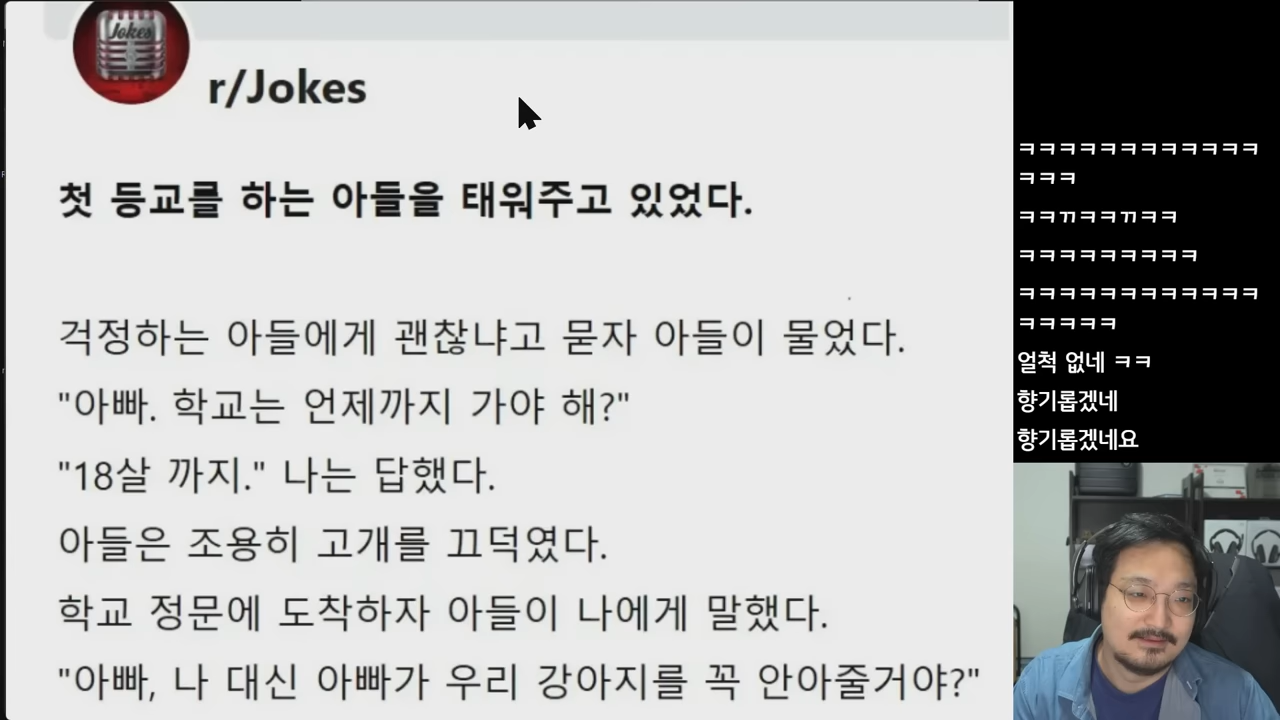 Jokes
r/Jokes
첫 등교를 하는 아들을 태워주고 있었다.
걱정하는 아들에게 괜찮냐고 묻자 아들이 물었다.
"아빠. 학교는 언제까지 가야 해?"
"18살 까지." 나는 답했다.
아들은 조용히 고개를 끄덕였다.
학교 정문에 도착하자 아들이 나에게 말했다.
"아빠, 나 대신 아빠가 우리 강아지를 꼭 안아줄거야?"
ㅋㅋㅋㅋㅋㅋㅋㅋㅋㅋㅋㅋ
ㅋㅋㅋ
ㅋㅋㄲㅋㅋㄲㅋㅋ
ㅋㅋㅋㅋㅋㅋㅋㅋㅋ
ㅋㅋㅋㅋㅋㅋㅋㅋㅋㅋㅋㅋ
ㅋㅋㅋㅋㅋ
얼척 없네 ㅋㅋ
향기롭겠네
향기롭겠네요